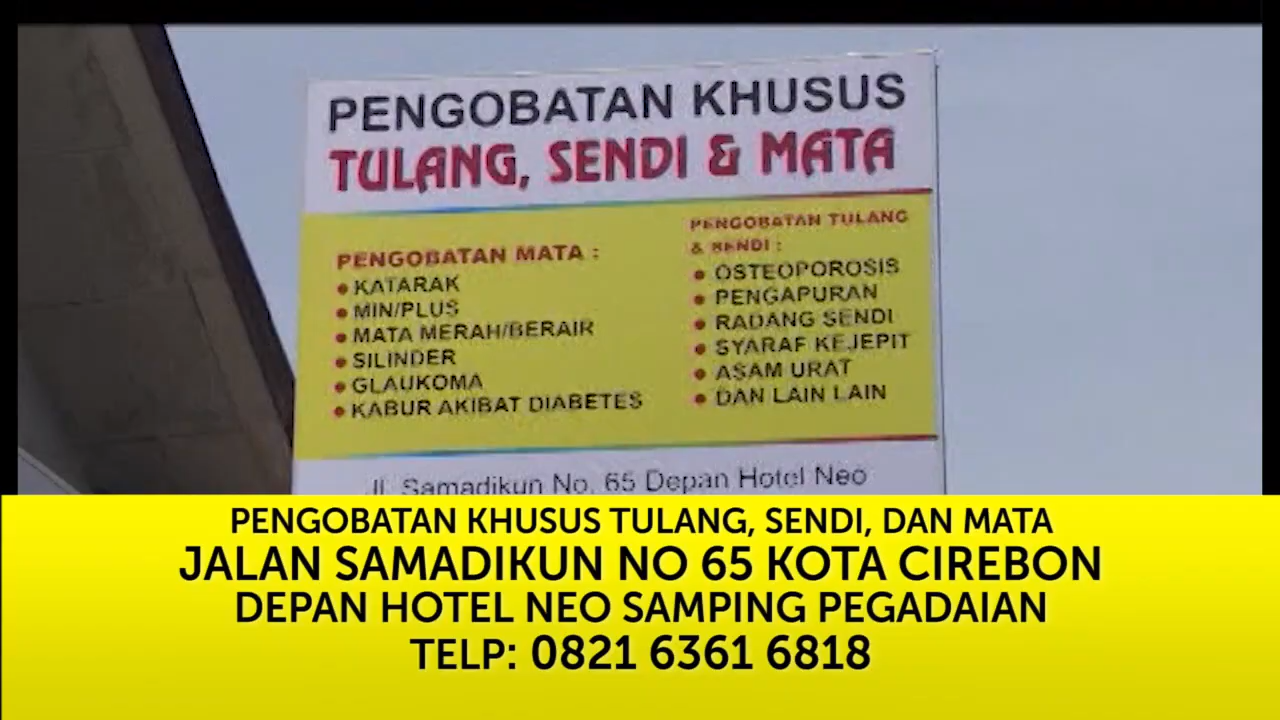 PENGOBATAN KHUSUS
TULANG, SENDI & MATA
PENGOBATAN MATA :
KATARAK
MIN/PLUS
MATA MERAH/BERAIR
SILINDER
GLAUKOMA
KABUR AKIBAT DIABETES
PENGOBATAN TULANG
& SENDI :
OSTEOPOROSIS
PENGAPURAN
RADANG SENDI
SYARAF KEJEPIT
ASAM URAT
DAN LAIN LAIN
Jl. Samadikun No. 65 Depan Hotel Neo
PENGOBATAN KHUSUS TULANG, SENDI, DAN MATA
JALAN SAMADIKUN NO 65 KOTA CIREBON
DEPAN HOTEL NEO SAMPING PEGADAIAN
TELP: 0821 6361 6818